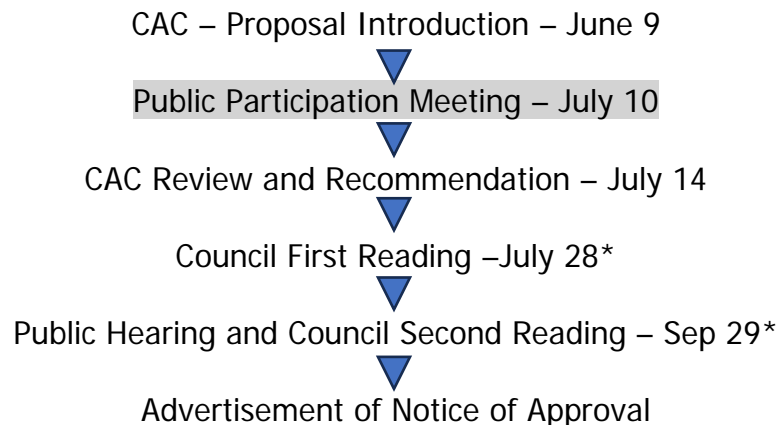 CAC – Proposal Introduction – June 9
Public Participation Meeting – July 10
CAC Review and Recommendation – July 14
Council First Reading –July 28*
Public Hearing and Council Second Reading – Sep 29*
Advertisement of Notice of Approval